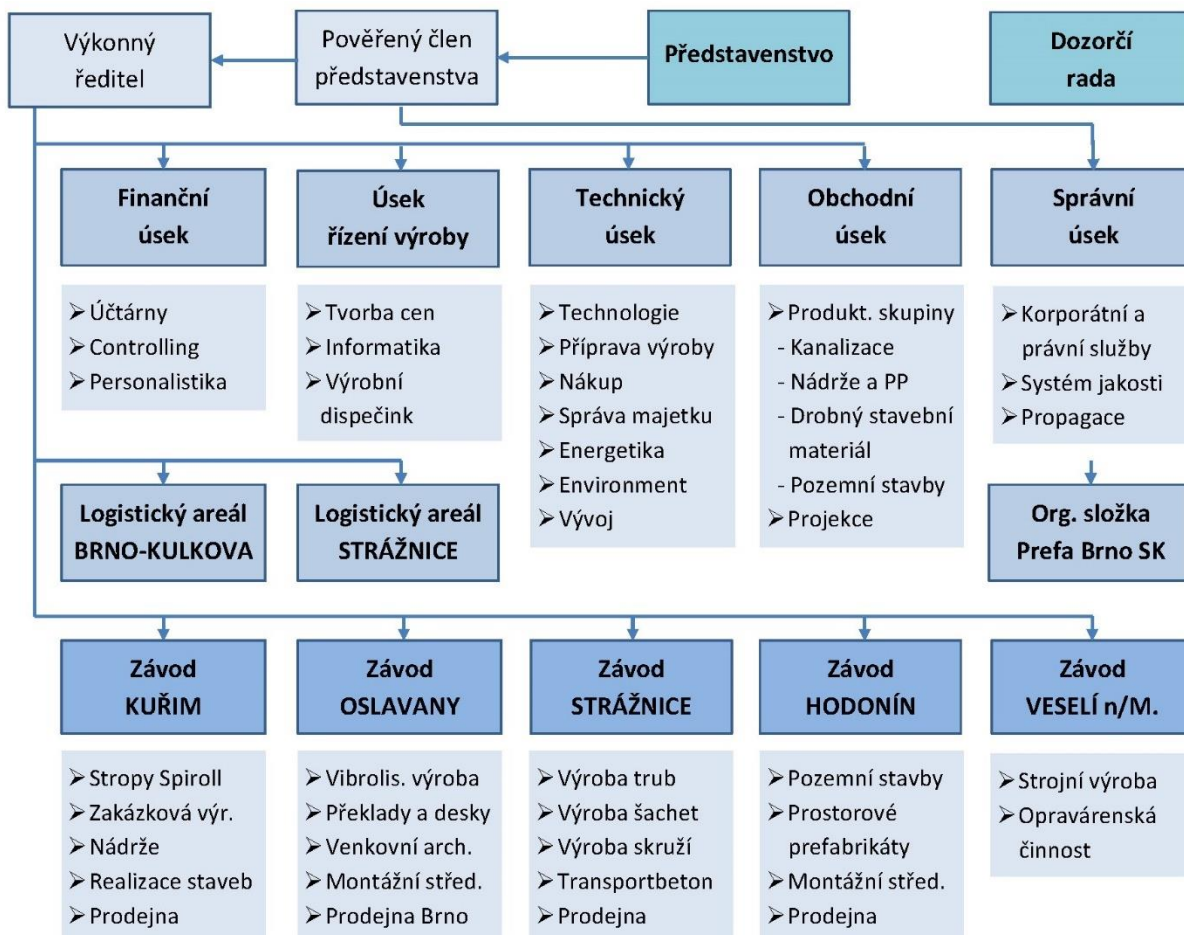 Výkonný
ředitel
Pověřený člen
představenstva
Představenstvo
Dozorčí
rada
Finanční
úsek
Úsek
řízení výroby
Technický
úsek
Obchodní
úsek
Správní
úsek
➢ Účtárny
➢ Controlling
➢ Personalistika
➢ Tvorba cen
➢ Informatika
➢ Výrobní
dispečink
➢ Technologie
➢ Příprava výroby
➢ Nákup
➢ Správa majetku
➢ Energetika
➢ Environment
➢ Vývoj
➢ Produkt. skupiny
- Kanalizace
- Nádrže a PP
- Drobný stavební
materiál
- Pozemní stavby
➢ Projekce
➢ Korporátní a
právní služby
➢ Systém jakosti
➢ Propagace
Logistický areál
BRNO-KULKOVA
Logistický areál
STRÁŽNICE
Org. složka
Prefa Brno SK
Závod
KUŘIM
Závod
OSLAVANY
Závod
STRÁŽNICE
Závod
HODONÍN
Závod
VESELÍ n/M.
➢ Stropy Spiroll
➢ Zakázková výr.
➢ Nádrže
➢ Realizace staveb
➢ Prodejna
➢ Vibrolis. výroba
➢ Překlady a desky
➢ Venkovní arch.
➢ Montážní střed.
➢ Prodejna Brno
➢ Výroba trub
➢ Výroba šachet
➢ Výroba skruží
➢ Transportbeton
➢ Prodejna
➢ Pozemní stavby
➢ Prostorové
prefabrikáty
➢ Montážní střed.
➢ Prodejna
➢ Strojní výroba
➢ Opravárenská
činnost